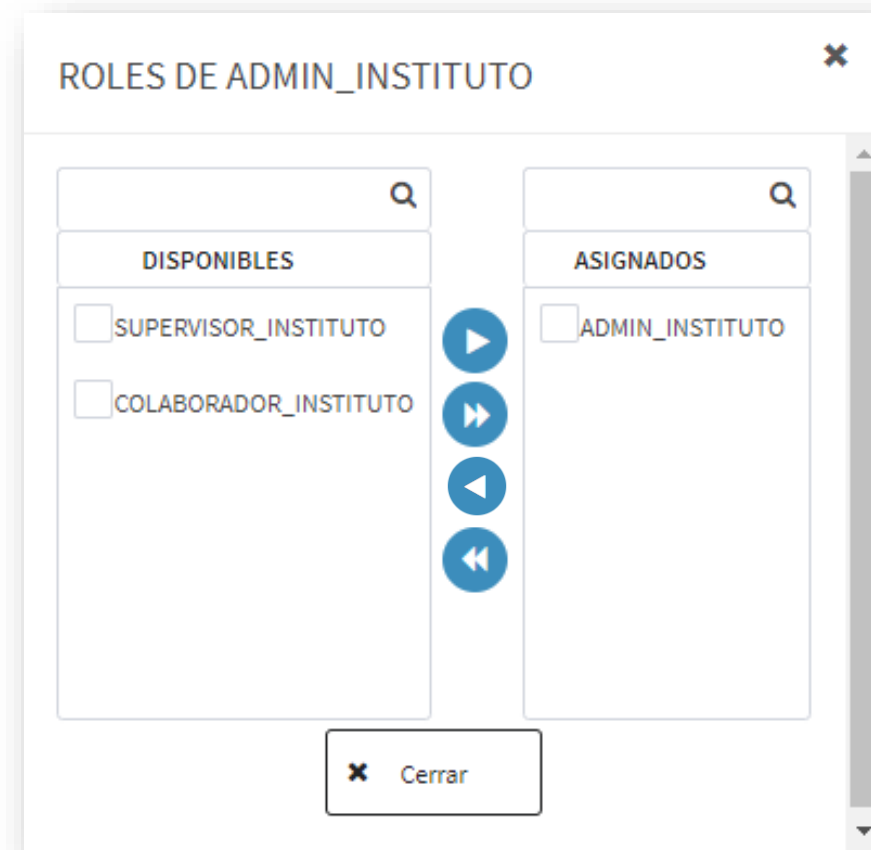 ROLES DE ADMIN_INSTITUTO
DISPONIBLES
SUPERVISOR_INSTITUTO
COLABORADOR_INSTITUTO
ASIGNADOS
ADMIN_INSTITUTO
Cerrar